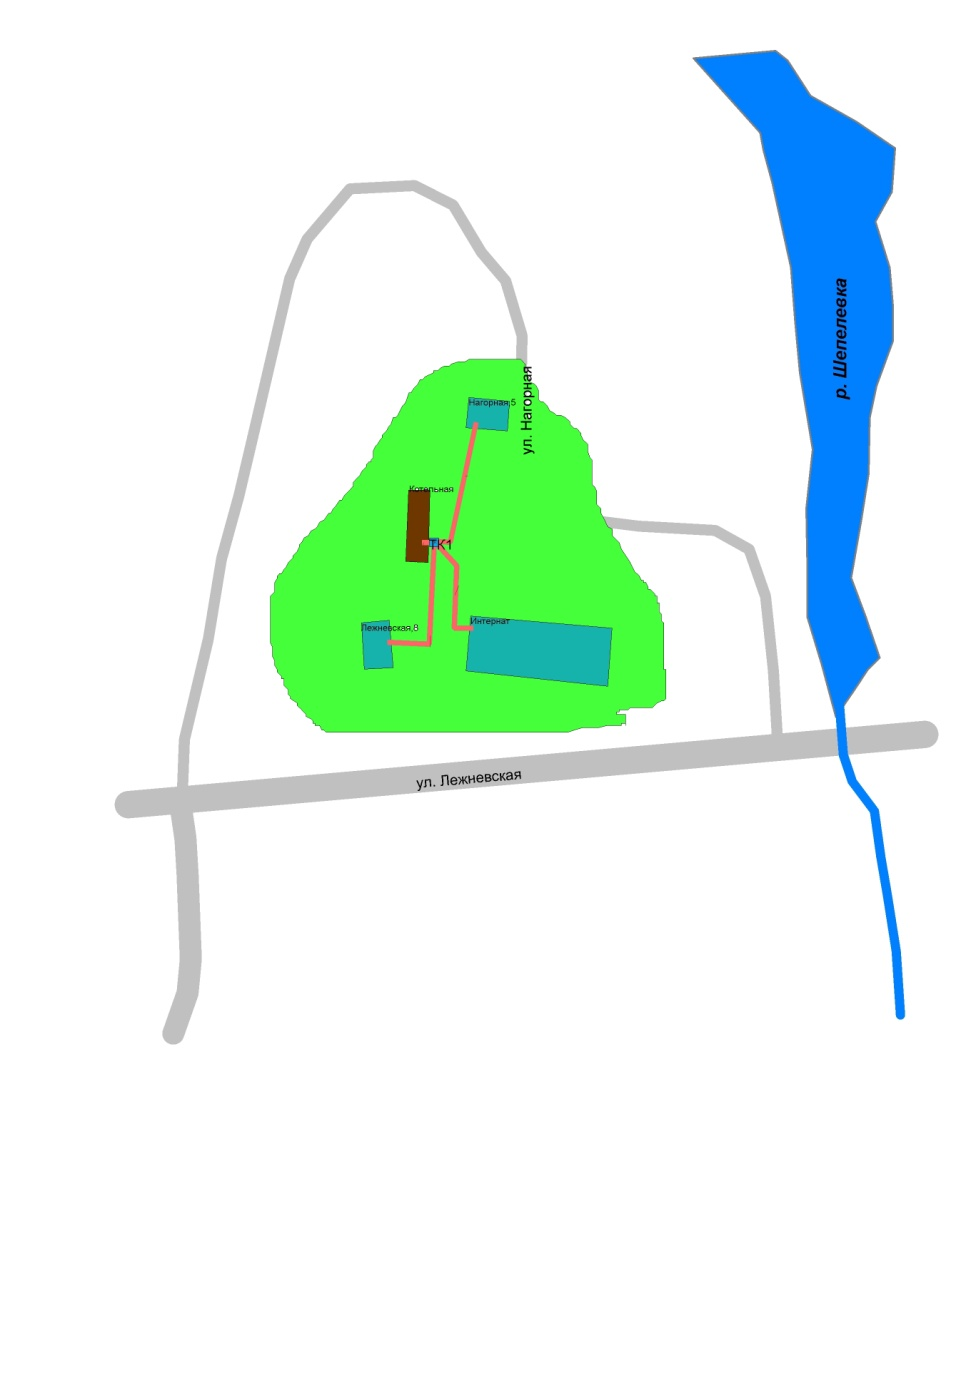 р. Шепелевка
ул. Нагорная
Нагорная,5
Котельная
ТК1
Лежневская,8
Интернат
ул. Лежневская